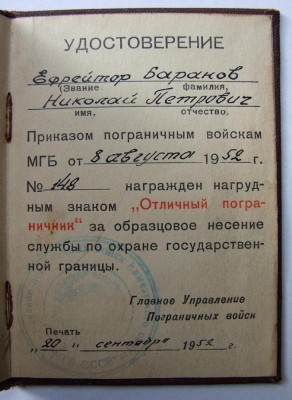 УДОСТОВЕРЕНИЕ
Ефрейтор Баранов
(Звание фамилия,
Николай Петрович
имя, отчество,
Приказом пограничным войскам
МГБ от „8 августа 1952 г.
№ 148 награжден нагруд-
ным знаком „Отличный погра-
ничник" за образцовое несение
службы по охране государствен-
ной границы.
Главное Управление
Пограничных войск
Печать
„20" сентября 1952 г.